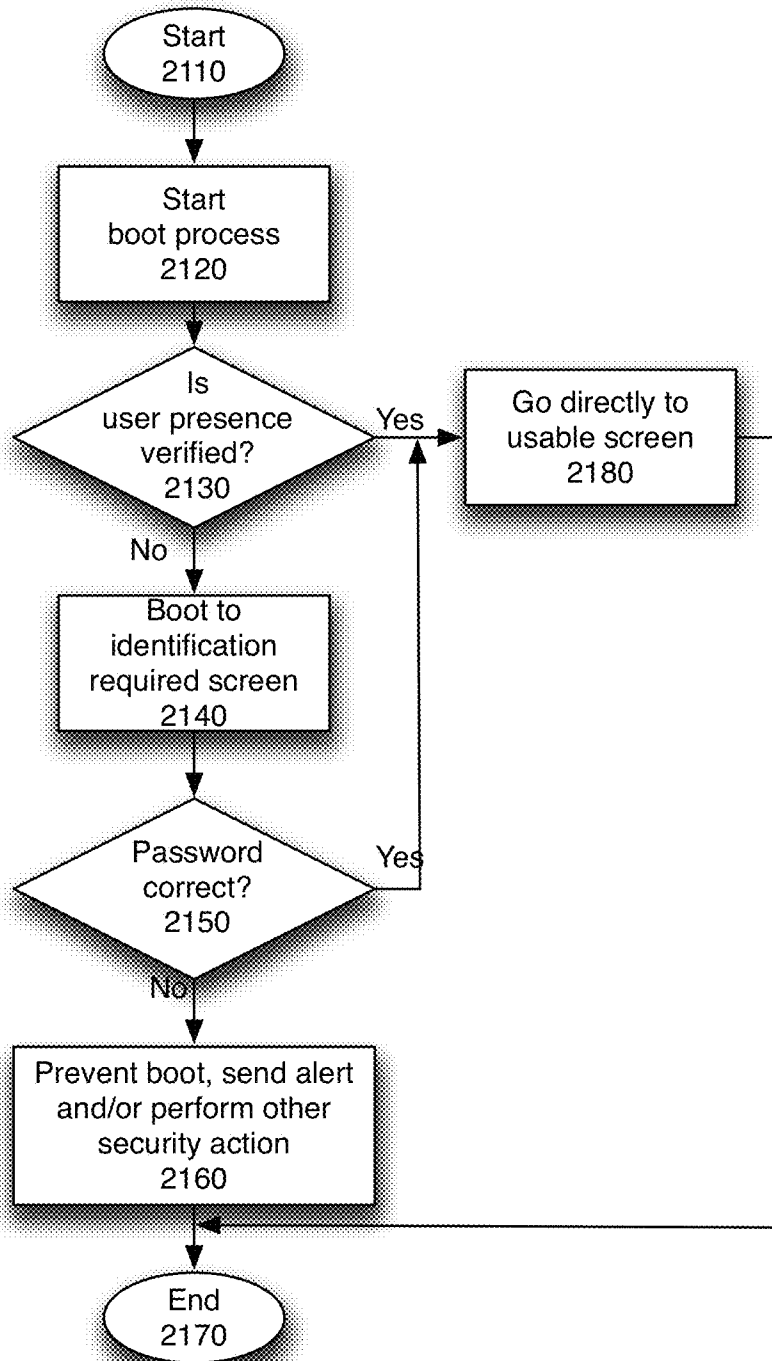 Start
2110
Start
boot process
2120
Is
user presence
verified?
2130
Yes
Go directly to
usable screen
2180
No
Boot to
identification
required screen
2140
Password
correct?
2150
Yes
No
Prevent boot, send alert
and/or perform other
security action
2160
End
2170